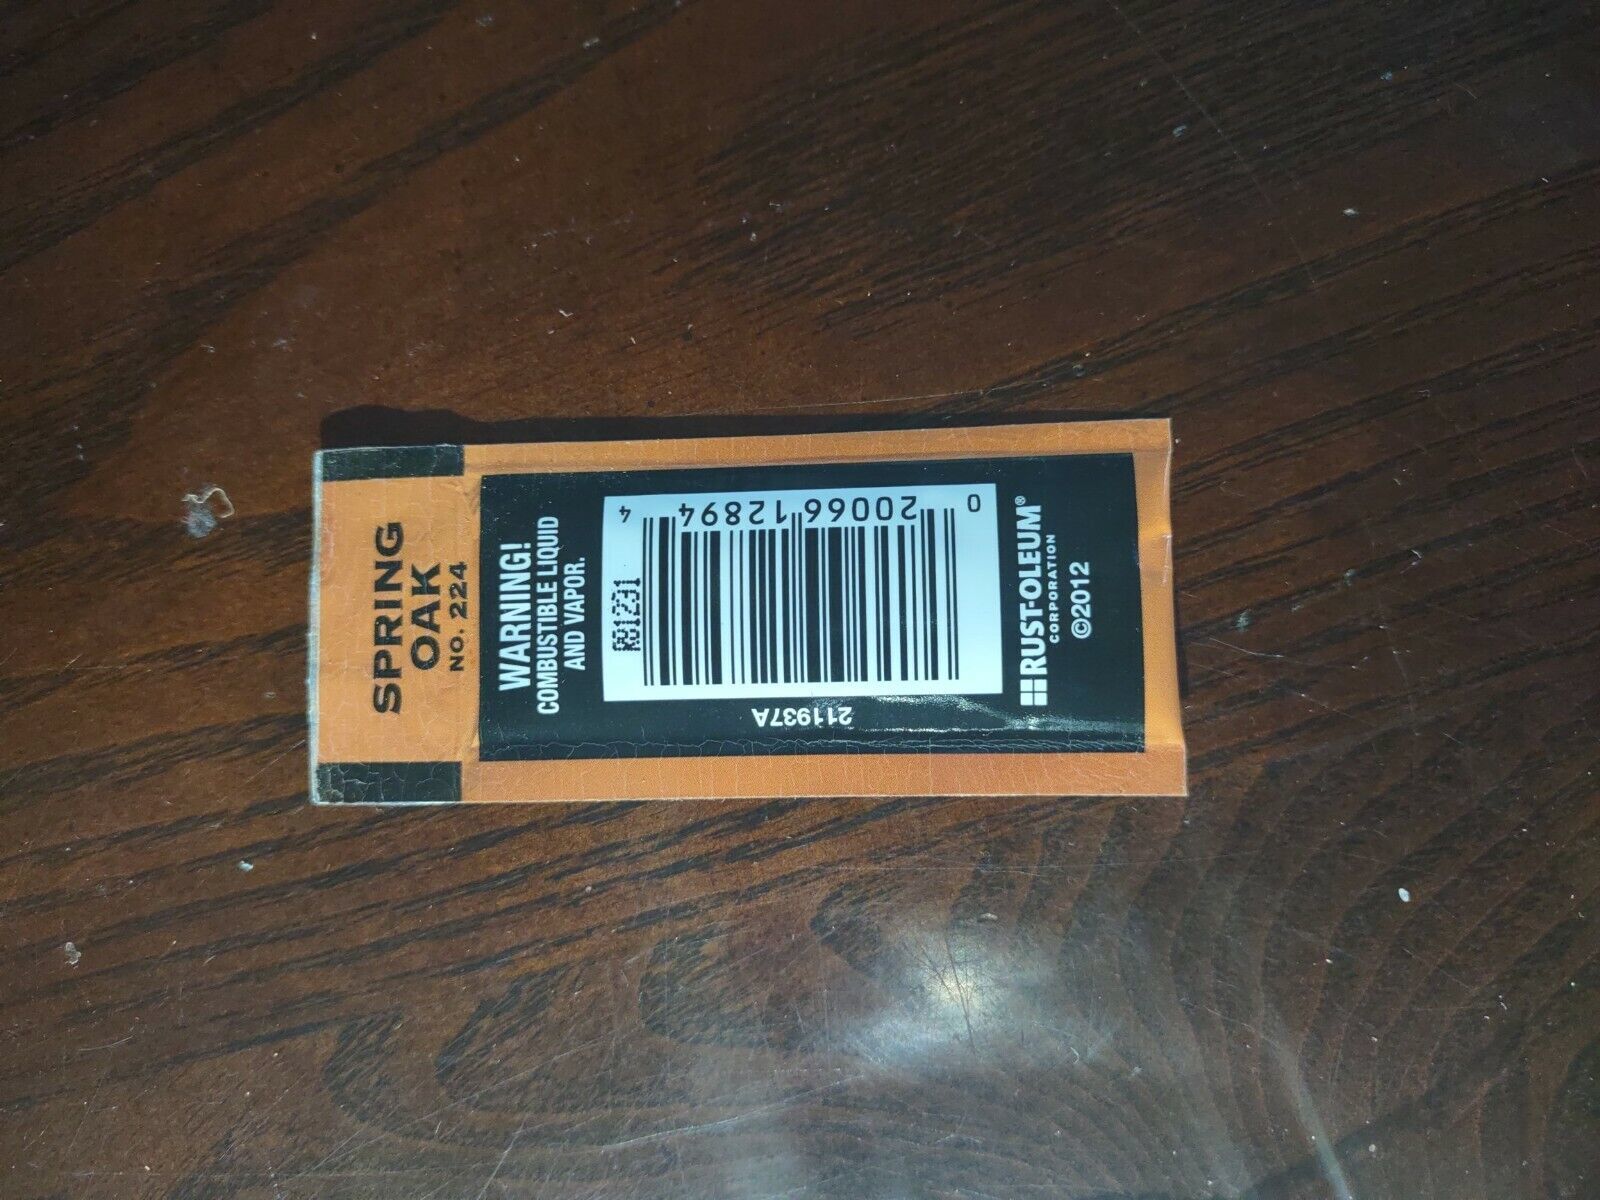 SPRING
OAK
NO. 224
WARNING!
COMBUSTIBLE LIQUID
AND VAPOR.
0 20066 12894 4
211937A
RUST-OLEUM®
CORPORATION
©2012